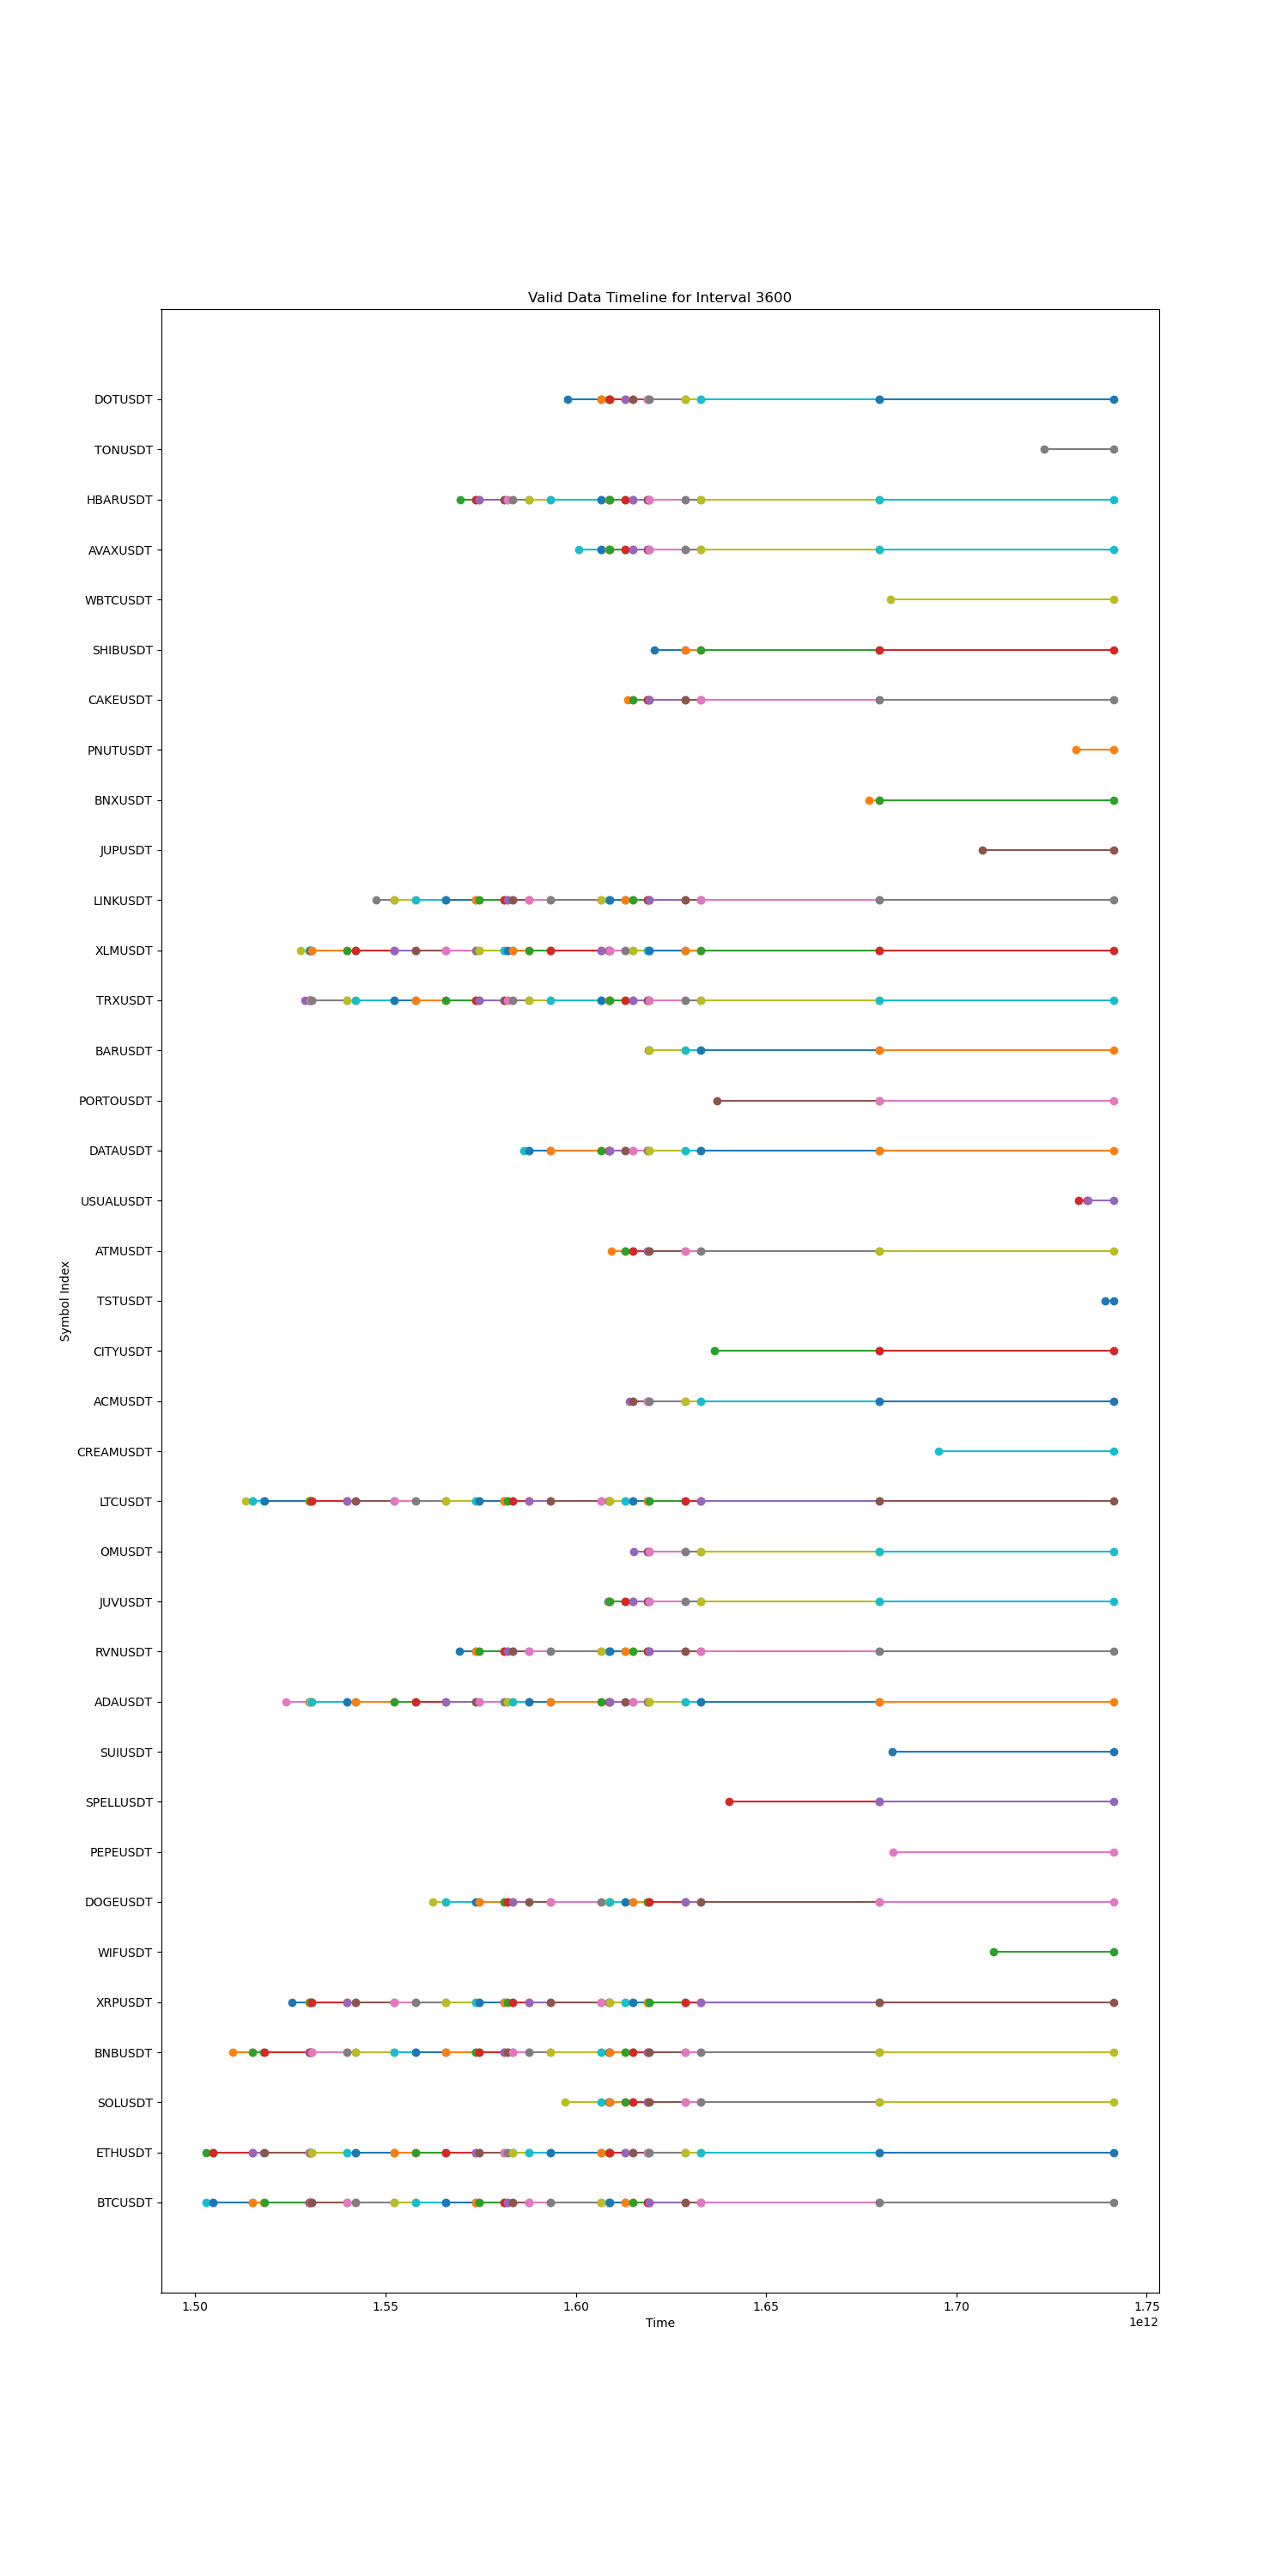 Valid Data Timeline for Interval 3600
DOTUSDT
TONUSDT
HBARUSDT
AVAXUSDT
WBTCUSDT
SHIBUSDT
CAKEUSDT
PNUTUSDT
BNXUSDT
JUPUSDT
LINKUSDT
XLMUSDT
TRXUSDT
BARUSDT
PORTOUSDT
DATAUSDT
USUALUSDT
ATMUSDT
TSTUSDT
CITYUSDT
ACMUSDT
CREAMUSDT
LTCUSDT
OMUSDT
JUVUSDT
RVNUSDT
ADAUSDT
SUIUSDT
SPELLUSDT
PEPEUSDT
DOGEUSDT
WIFUSDT
XRPUSDT
BNBUSDT
SOLUSDT
ETHUSDT
BTCUSDT
Symbol Index
1.50 1.55 1.60 1.65 1.70 1.75
1e12
Time